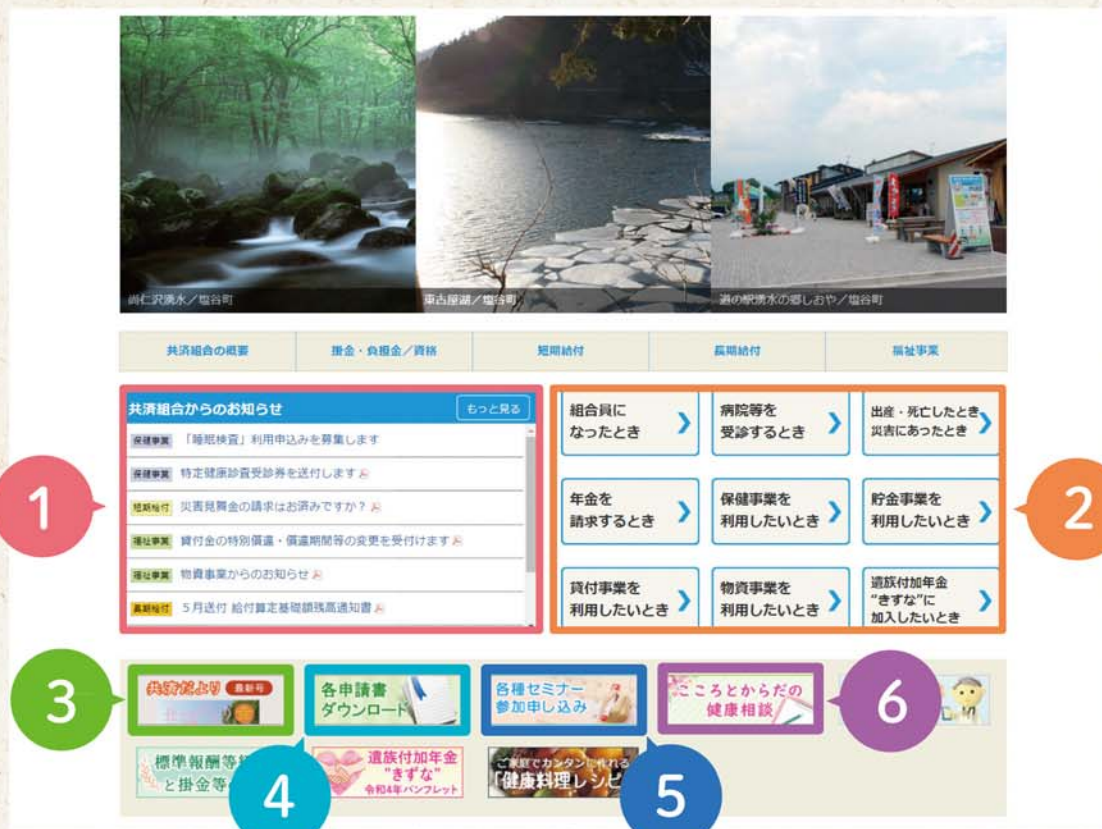 尚仁沢湧水／塩谷町
東古屋湖／塩谷町
道の駅湧水の郷しおや／塩谷町
共済組合の概要
掛金・負担金／資格
短期給付
長期給付
福祉事業
共済組合からのお知らせ
もっと見る
保健事業 「睡眠検査」利用申込みを募集します
保健事業 特定健康診査受診券を送付します
短期給付 災害見舞金の請求はお済みですか？
福祉事業 貸付金の特別償還・償還期間等の変更を受付けます
福祉事業 物資事業からのお知らせ
長期給付 ５月送付 給付算定基礎額残高通知書
1
組合員に
なったとき
病院等を
受診するとき
出産・死亡したとき
災害にあったとき
年金を
請求するとき
保健事業を
利用したいとき
貯金事業を
利用したいとき
貸付事業を
利用したいとき
物資事業を
利用したいとき
遺族付加年金
“きずな”に
加入したいとき
2
3
共済だより 最新号
各申請書
ダウンロード
各種セミナー
参加申し込み
こころとからだの
健康相談
6
標準報酬等
と掛金等
4
遺族付加年金
“きずな”
令和4年パンフレット
ご家庭でカンタンに作れる
「健康料理レシピ
5